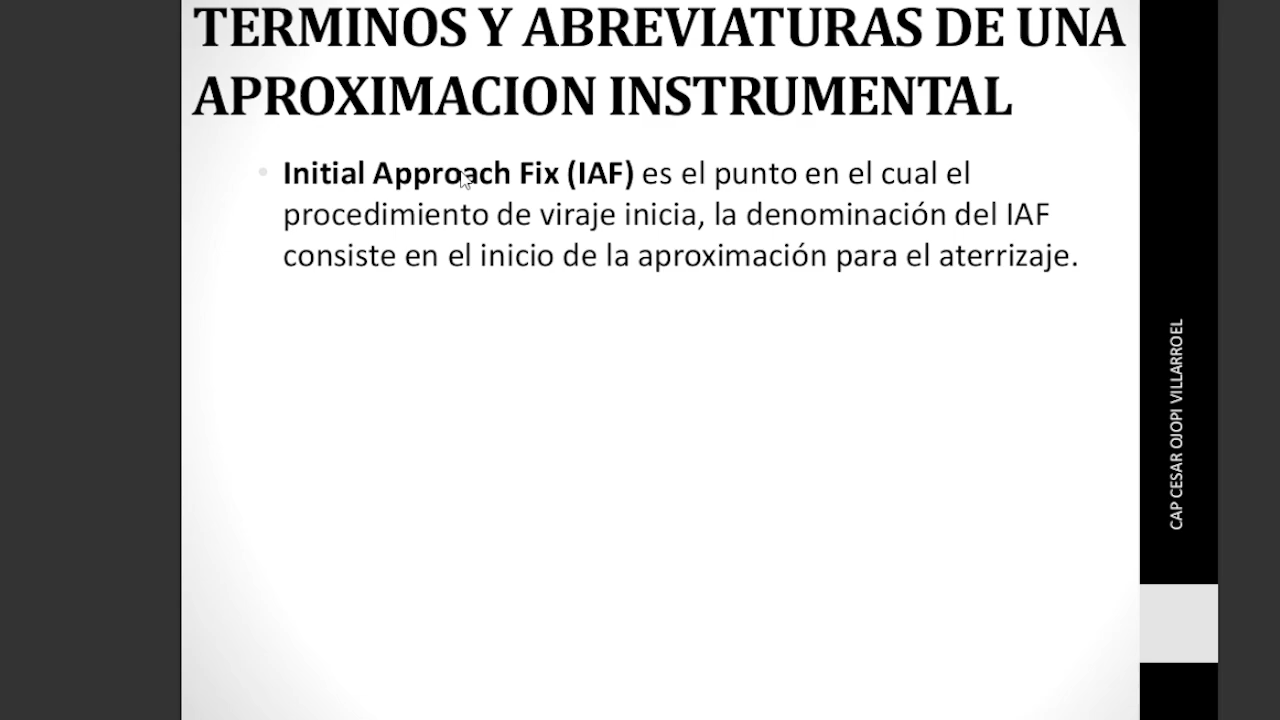 TERMINOS Y ABREVIATURAS DE UNA
APROXIMACION INSTRUMENTAL
Initial Approach Fix (IAF) es el punto en el cual el
procedimiento de viraje inicia, la denominación del IAF
consiste en el inicio de la aproximación para el aterrizaje.
CAP CESAR OJOPI VILLARROEL